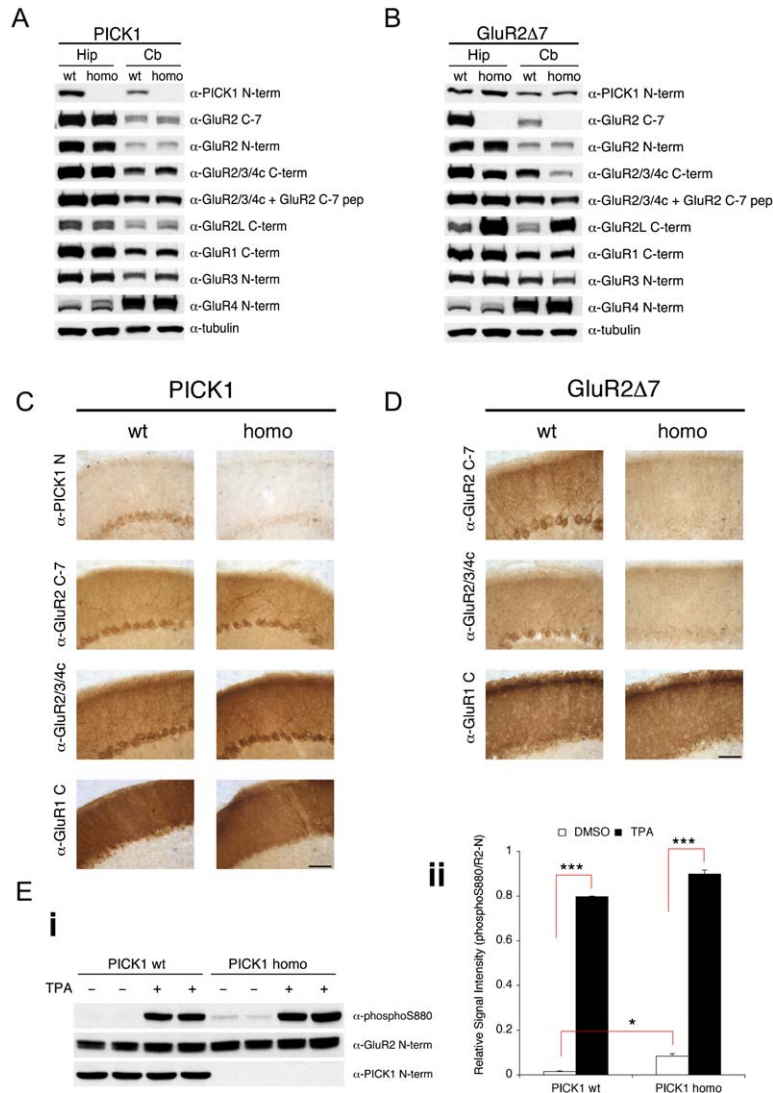 A
PICK1
Hip Cb
wt homo wt homo
α-PICK1 N-term
α-GluR2 C-7
α-GluR2 N-term
α-GluR2/3/4c C-term
α-GluR2/3/4c + GluR2 C-7 pep
α-GluR2L C-term
α-GluR1 C-term
α-GluR3 N-term
α-GluR4 N-term
α-tubulin
B
GluR2Δ7
Hip Cb
wt homo wt homo
α-PICK1 N-term
α-GluR2 C-7
α-GluR2 N-term
α-GluR2/3/4c C-term
α-GluR2/3/4c + GluR2 C-7 pep
α-GluR2L C-term
α-GluR1 C-term
α-GluR3 N-term
α-GluR4 N-term
α-tubulin
C
PICK1
wt homo
α-PICK1 N
α-GluR2 C-7
α-GluR2/3/4c
α-GluR1 C
D
GluR2Δ7
wt homo
α-GluR2 C-7
α-GluR2/3/4c
α-GluR1 C
E
i
PICK1 wt PICK1 homo
TPA – – + + – – + +
α-phosphoS880
α-GluR2 N-term
α-PICK1 N-term
ii
DMSO TPA
Relative Signal Intensity (phosphoS880/R2-N)
1
0.8
0.6
0.4
0.2
0
***
***
*
PICK1 wt PICK1 homo